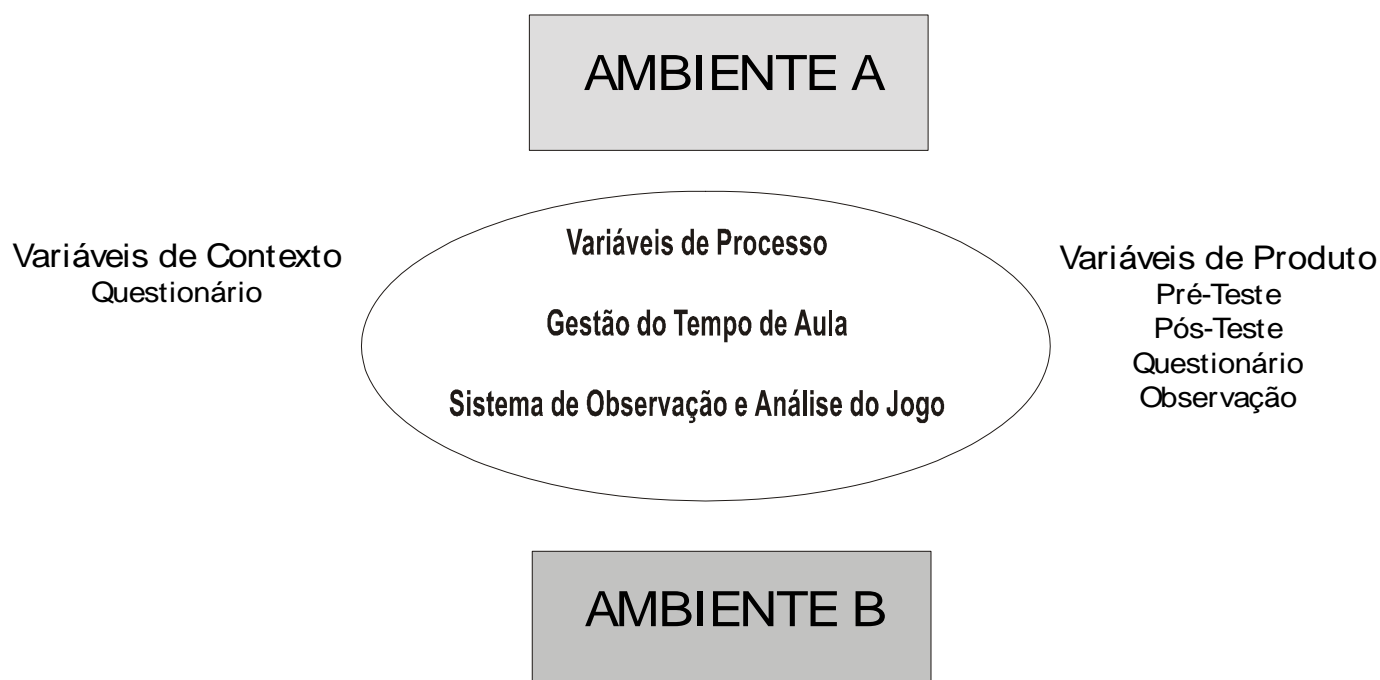 AMBIENTE A
Variáveis de Contexto
Questionário
Variáveis de Processo
Gestão do Tempo de Aula
Sistema de Observação e Análise do Jogo
Variáveis de Produto
Pré-Teste
Pós-Teste
Questionário
Observação
AMBIENTE B